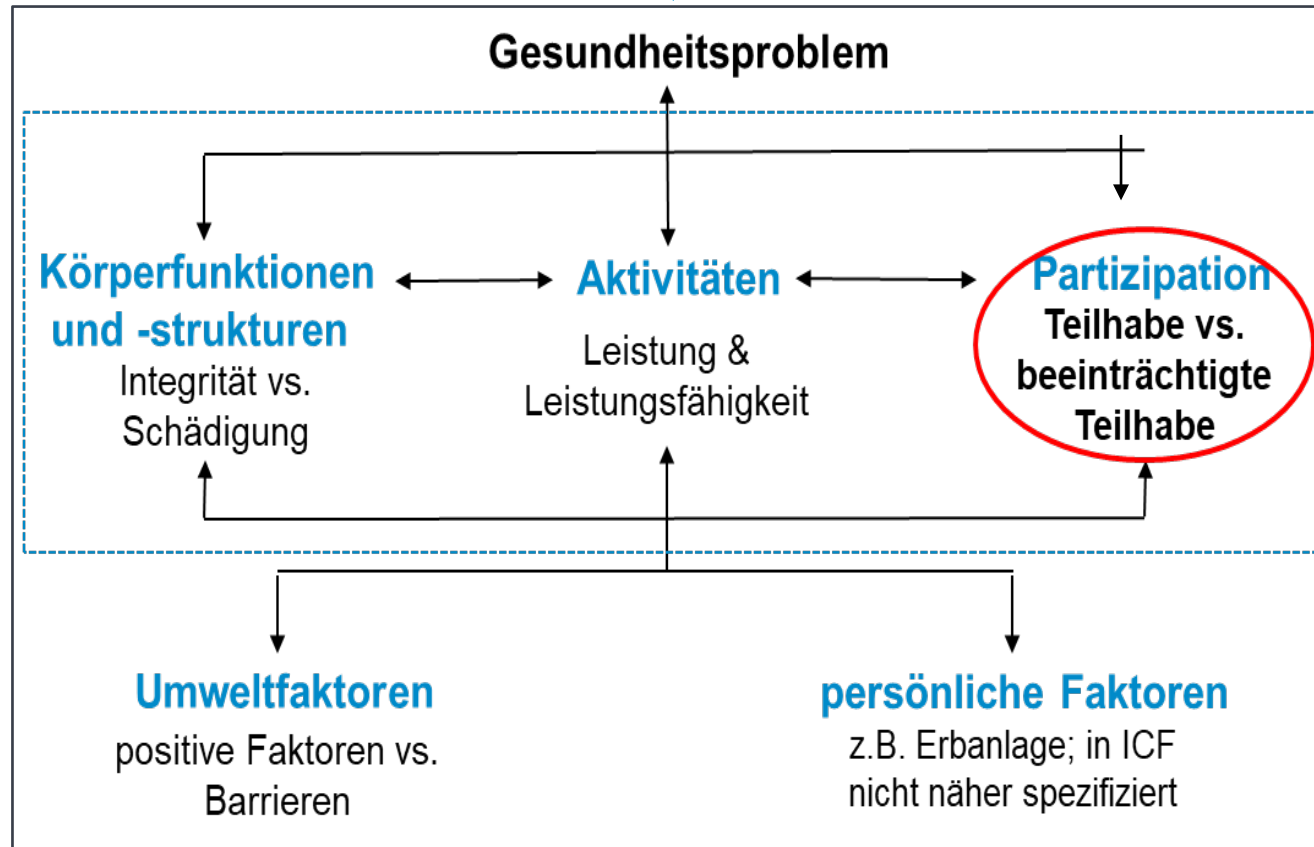 Gesundheitsproblem
Körperfunktionen
und -strukturen
Integrität vs.
Schädigung
Aktivitäten
Leistung &
Leistungsfähigkeit
Partizipation
Teilhabe vs.
beeinträchtigte
Teilhabe
Umweltfaktoren
positive Faktoren vs.
Barrieren
persönliche Faktoren
z.B. Erbanlage; in ICF
nicht näher spezifiziert